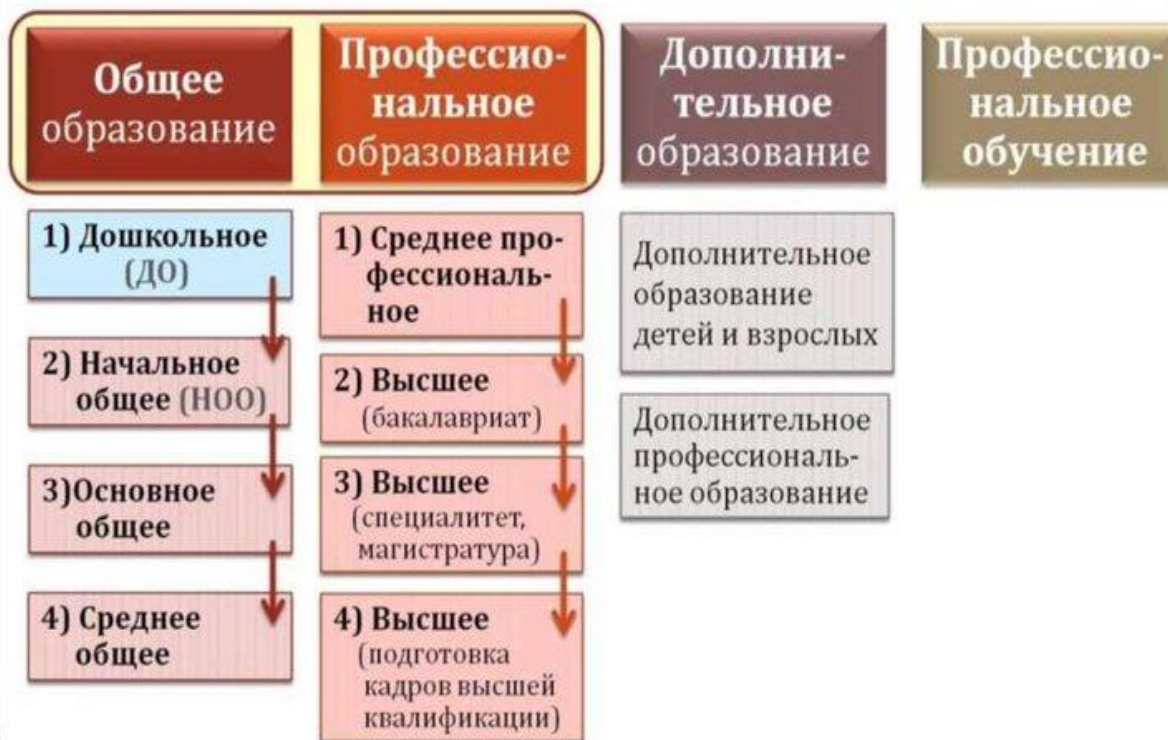 Общее
образование
Профессио-
нальное
образование
Дополни-
тельное
образование
Профессио-
нальное
обучение
1) Дошкольное
(ДО)
2) Начальное
общее (НОО)
3)Основное
общее
4) Среднее
общее
1) Среднее про-
фессиональ-
ное
2) Высшее
(бакалавриат)
3) Высшее
(специалитет,
магистратура)
4) Высшее
(подготовка
кадров высшей
квалификации)
Дополнительное
образование
детей и взрослых
Дополнительное
профессиональ-
ное образование